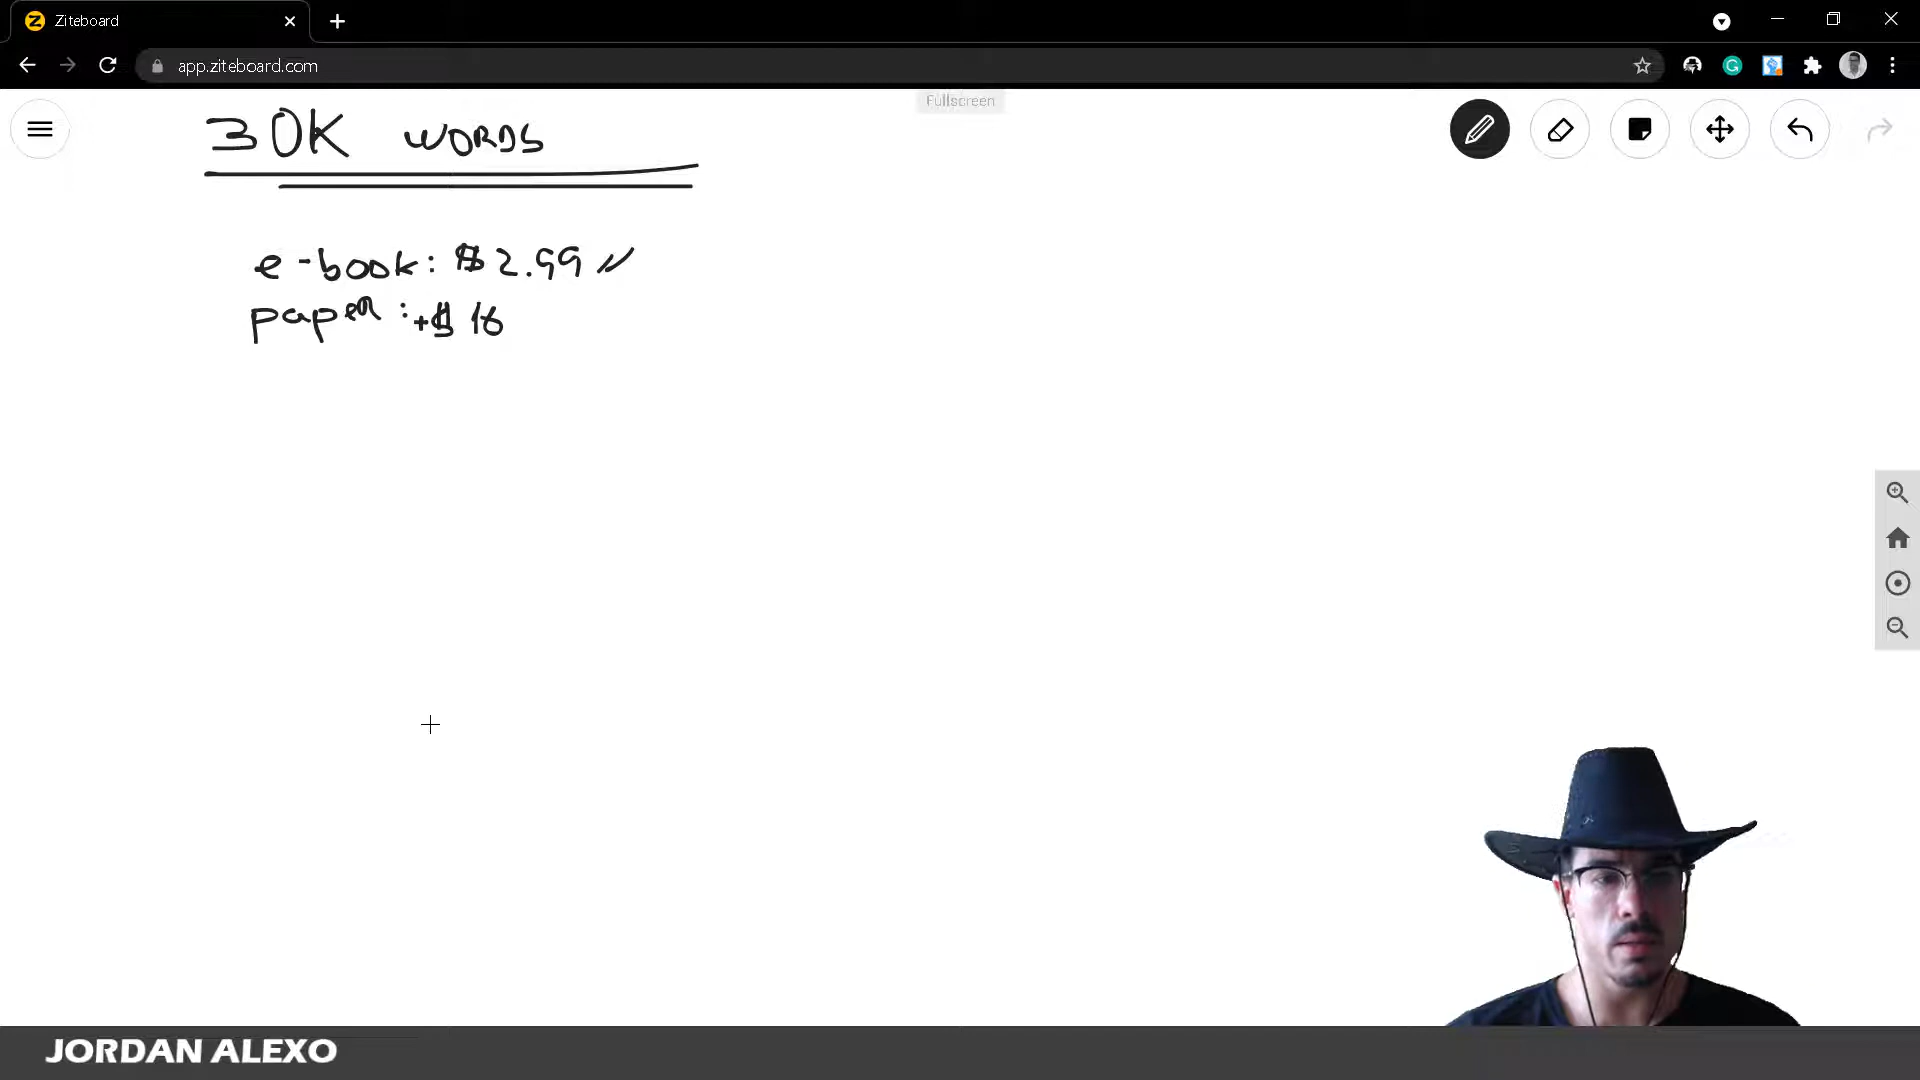 Ziteboard
app.ziteboard.com
Fullscreen
30K WORDS
e-book: $2.99
paper: +$ 16
JORDAN ALEXO